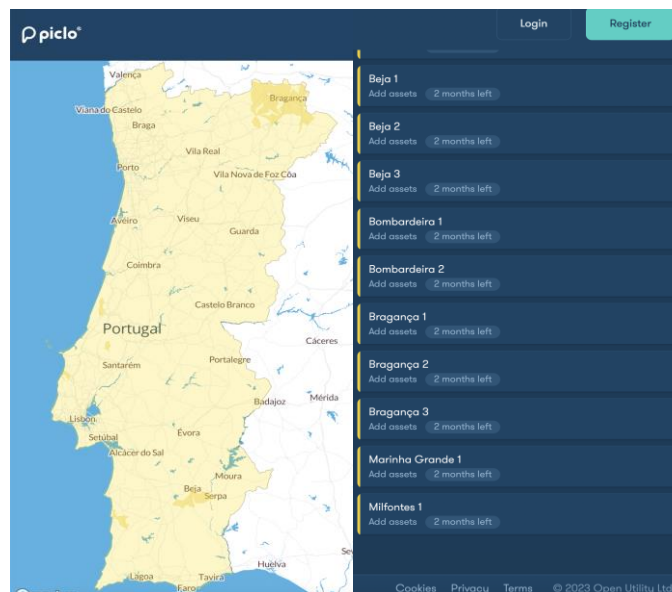 piclo®
Login
Register
Valença
Bragança
Viana do Castelo
Braga
Vila Real
Porto
Vila Nova de Foz Côa
Aveiro
Viseu
Guarda
Coimbra
Castelo Branco
Portugal
Cáceres
Santarém
Portalegre
Lisbon
Badajoz
Mérida
Setúbal
Évora
Alcácer do Sal
Moura
Beja
Serpa
Huelva
Lagoa
Tavira
Faro
Beja 1
Add assets 2 months left
Beja 2
Add assets 2 months left
Beja 3
Add assets 2 months left
Bombardeira 1
Add assets 2 months left
Bombardeira 2
Add assets 2 months left
Bragança 1
Add assets 2 months left
Bragança 2
Add assets 2 months left
Bragança 3
Add assets 2 months left
Marinha Grande 1
Add assets 2 months left
Milfontes 1
Add assets 2 months left
Cookies Privacy Terms © 2023 Open Utility Ltd